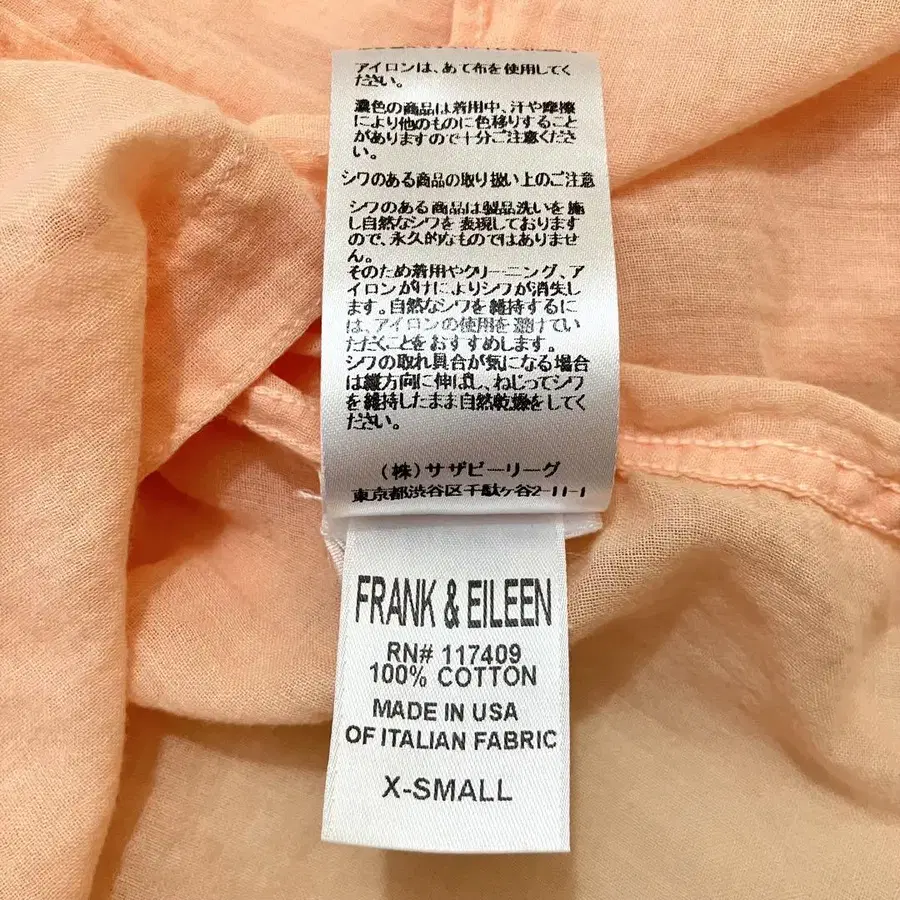 アイロンは、あて布を使用してく
ださい。
濃色の商品は着用中、汗や摩擦
により他のものに色移りすること
がありますので十分ご注意くださ
い。
シワのある商品の取り扱い上のご注意
シワのある商品は製品洗いを施
し自然なシワを表現しております
ので、永久的なものではありませ
ん。
そのため着用やクリーニング、ア
イロンがけによりシワが消失し
ます。自然なシワを維持するに
は、アイロンの使用を避けてい
ただくことをおすすめします。
シワの取れ具合が気になる場合
は縦方向に伸ばし、ねじってシワ
を維持したまま自然乾燥をしてく
ださい。
(株)サザビーリーグ
東京都渋谷区千駄ヶ谷2-11-1
FRANK & EILEEN
RN# 117409
100% COTTON
MADE IN USA
OF ITALIAN FABRIC
X-SMALL